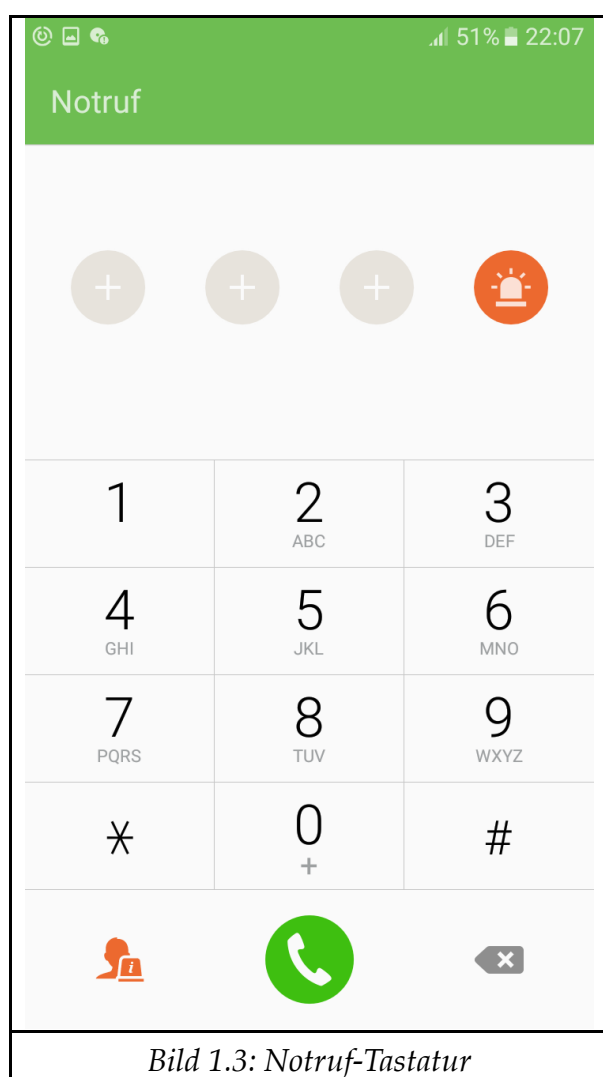 51% 22:07
Notruf
+ + +
1 2 3
ABC DEF
4 5 6
GHI JKL MNO
7 8 9
PQRS TUV WXYZ
* 0 #
+
i
Bild 1.3: Notruf-Tastatur